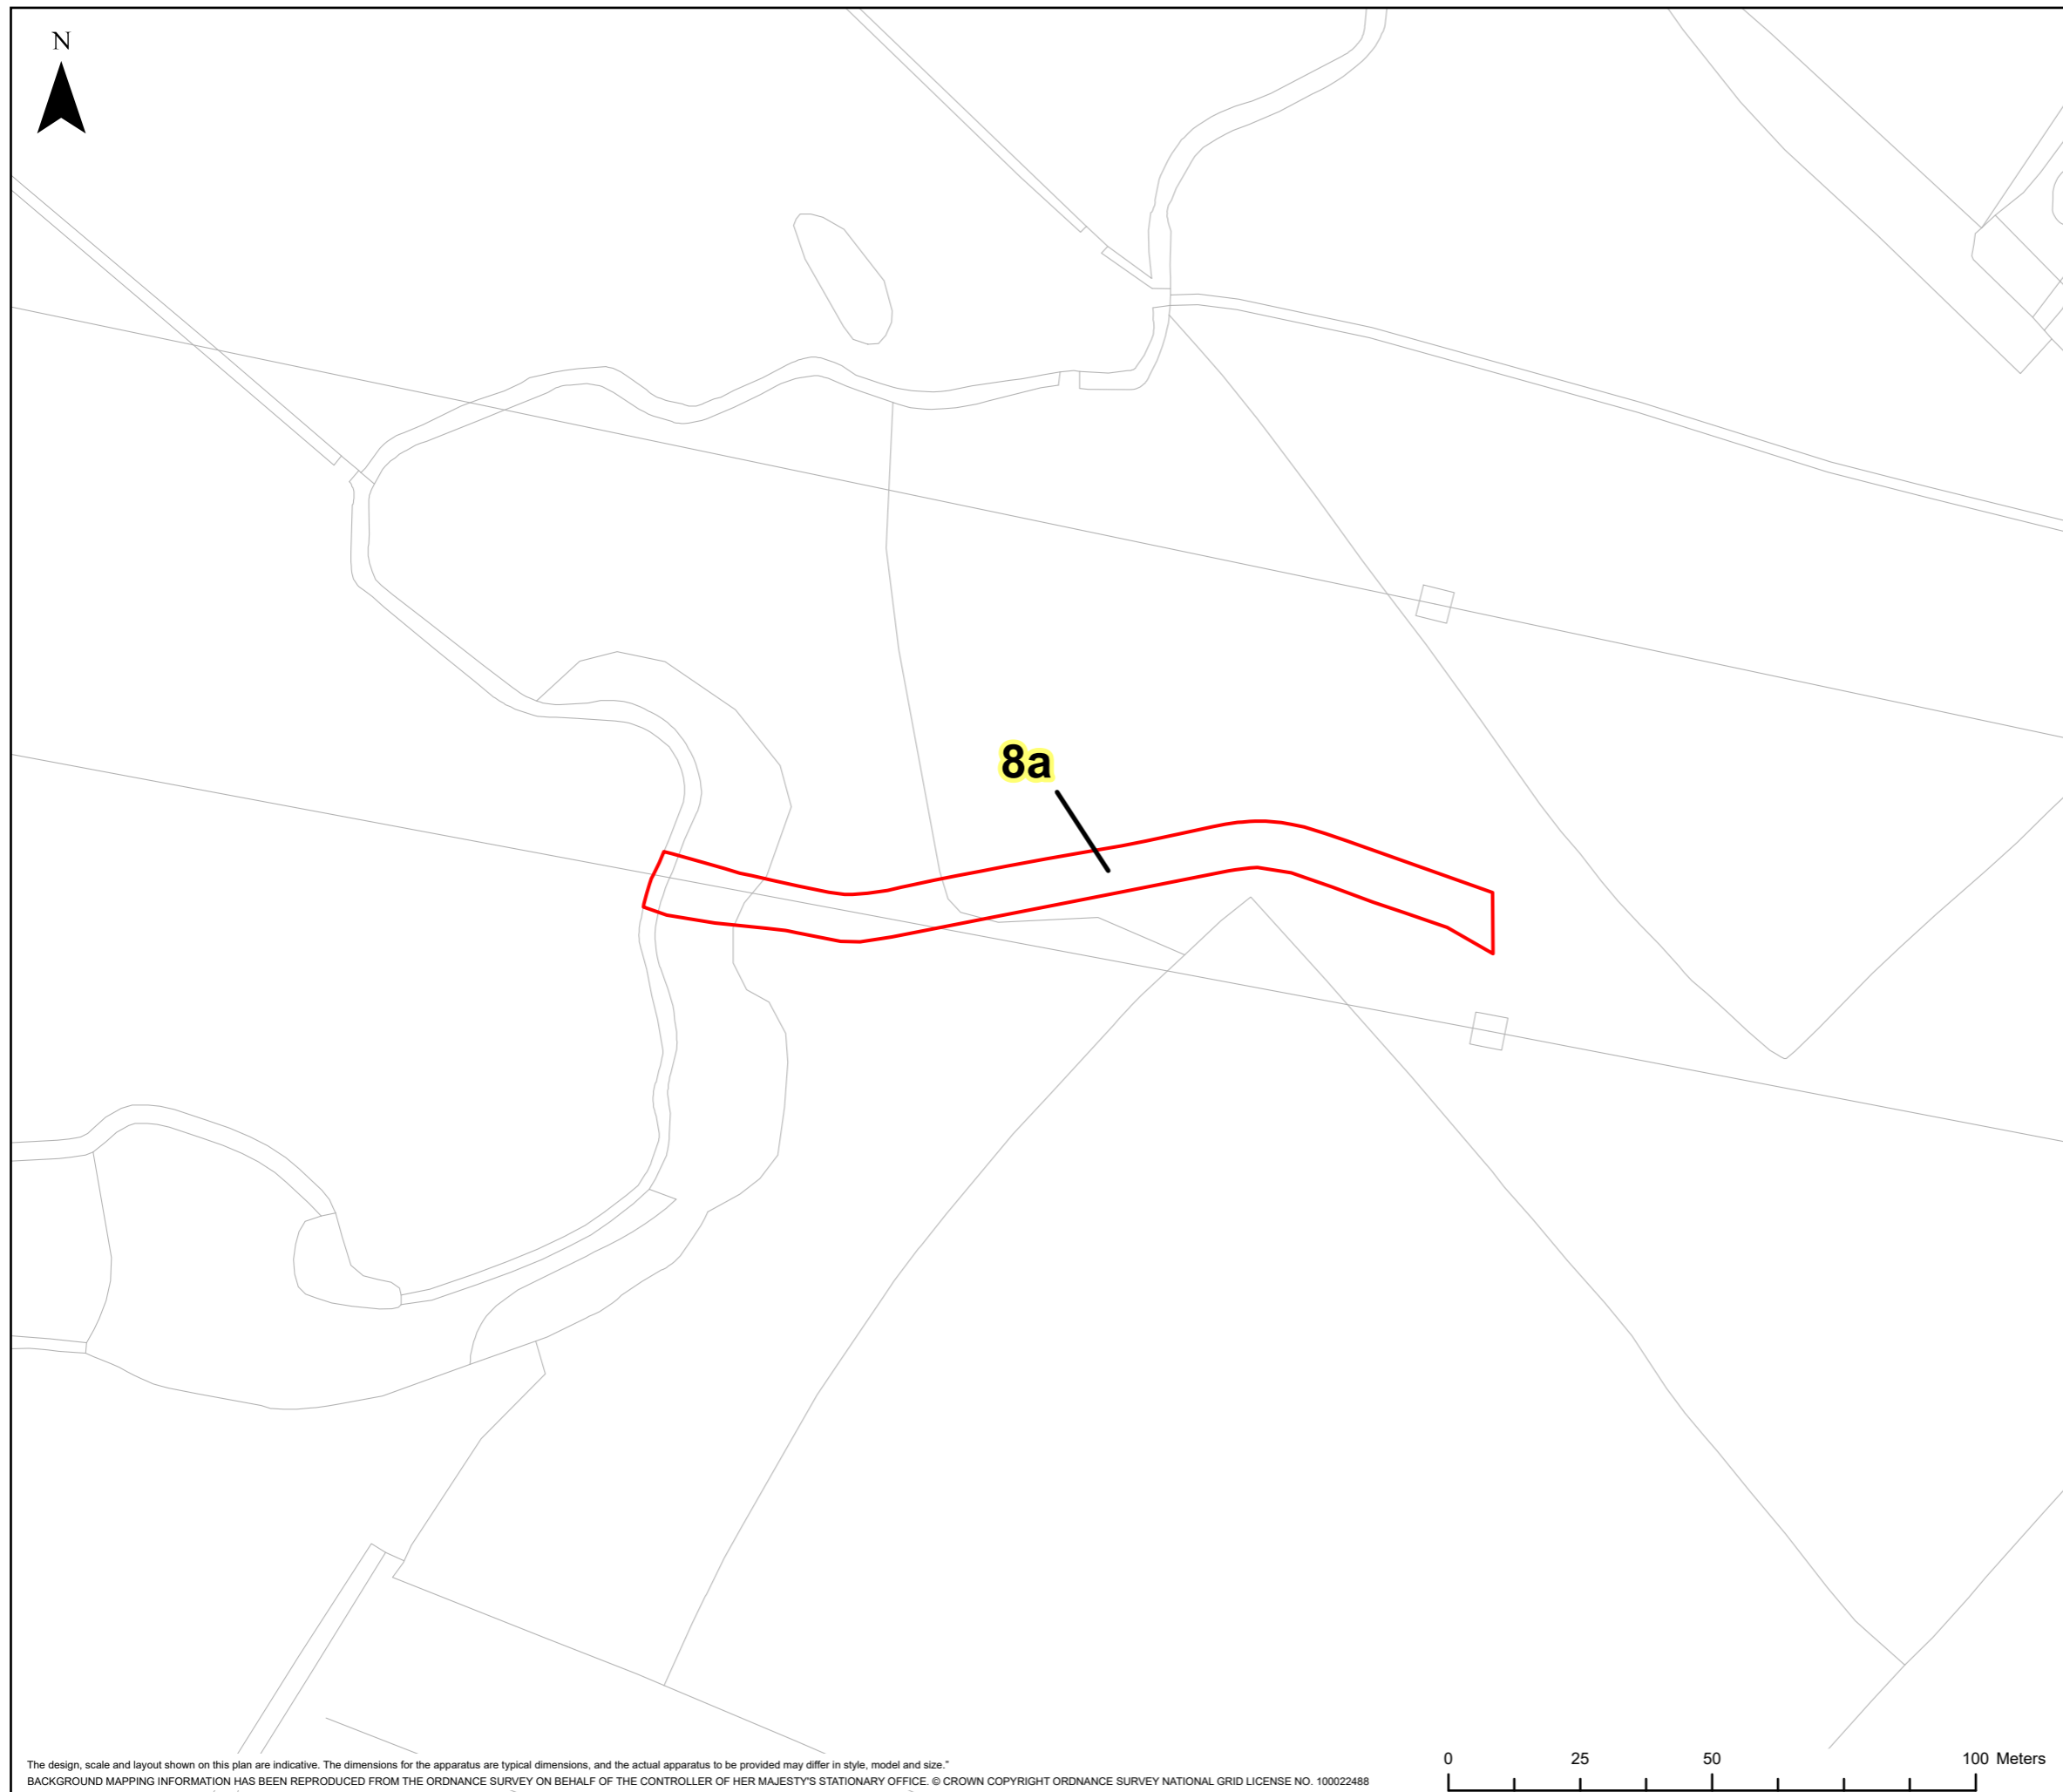 N
8a
The design, scale and layout shown on this plan are indicative. The dimensions for the apparatus are typical dimensions, and the actual apparatus to be provided may differ in style, model and size."
BACKGROUND MAPPING INFORMATION HAS BEEN REPRODUCED FROM THE ORDNANCE SURVEY ON BEHALF OF THE CONTROLLER OF HER MAJESTY'S STATIONARY OFFICE. © CROWN COPYRIGHT ORDNANCE SURVEY NATIONAL GRID LICENSE NO. 100022488
0 25 50 100 Meters